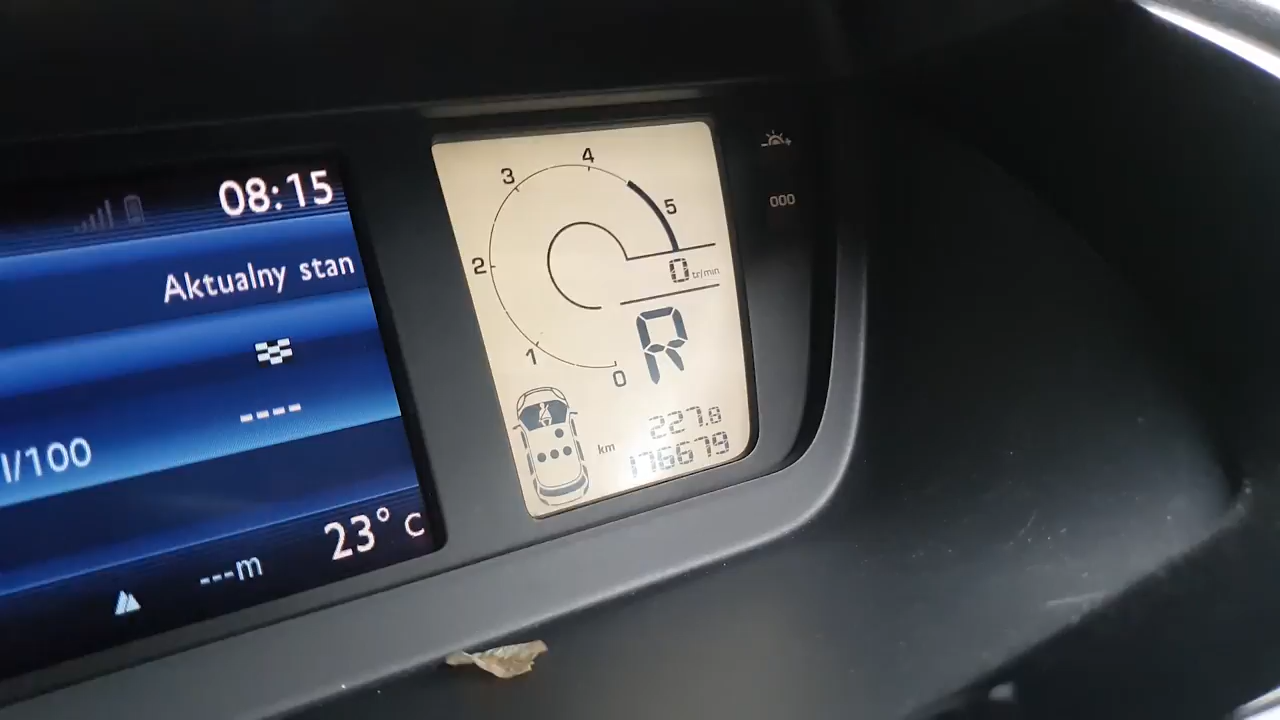 08:15
Aktualny stan
----
l/100
23° C
---m
4
3
5
2
0 tr/min
R
1
0
227.8
km
176679
000